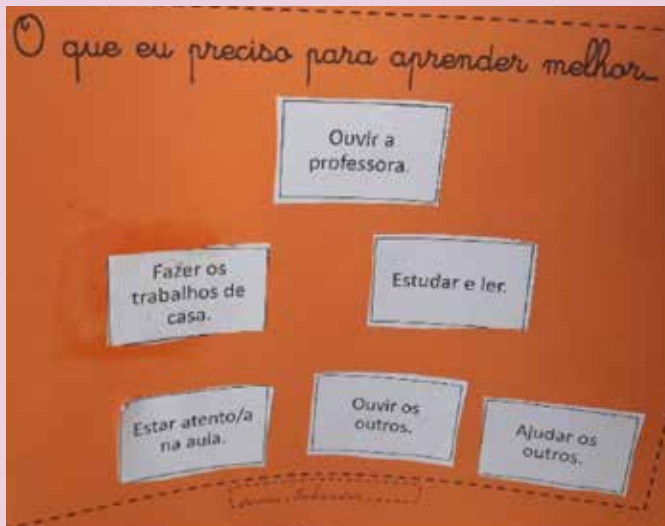 O que eu preciso para aprender melhor...
Ouvir a
professora.
Fazer os
trabalhos de
casa.
Estudar e ler.
Estar atento/a
na aula.
Ouvir os
outros.
Ajudar os
outros.